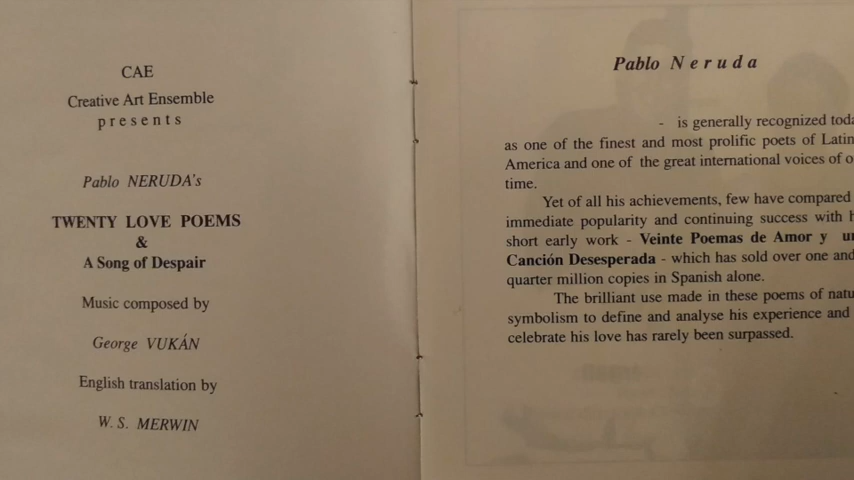 CAE
Creative Art Ensemble
presents
Pablo NERUDA's
TWENTY LOVE POEMS
&
A Song of Despair
Music composed by
George VUKÁN
English translation by
W. S. MERWIN
Pablo Neruda
- is generally recognized toda
as one of the finest and most prolific poets of Latin
America and one of the great international voices of o
time.
Yet of all his achievements, few have compared
immediate popularity and continuing success with h
short early work - Veinte Poemas de Amor y un
Canción Desesperada - which has sold over one and
quarter million copies in Spanish alone.
The brilliant use made in these poems of natu
symbolism to define and analyse his experience and
celebrate his love has rarely been surpassed.